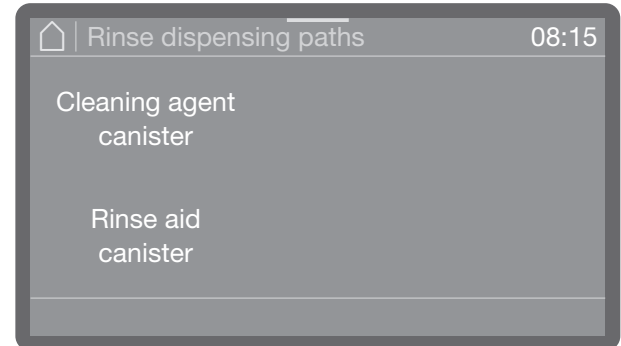 Rinse dispensing paths 08:15
Cleaning agent
canister
Rinse aid
canister